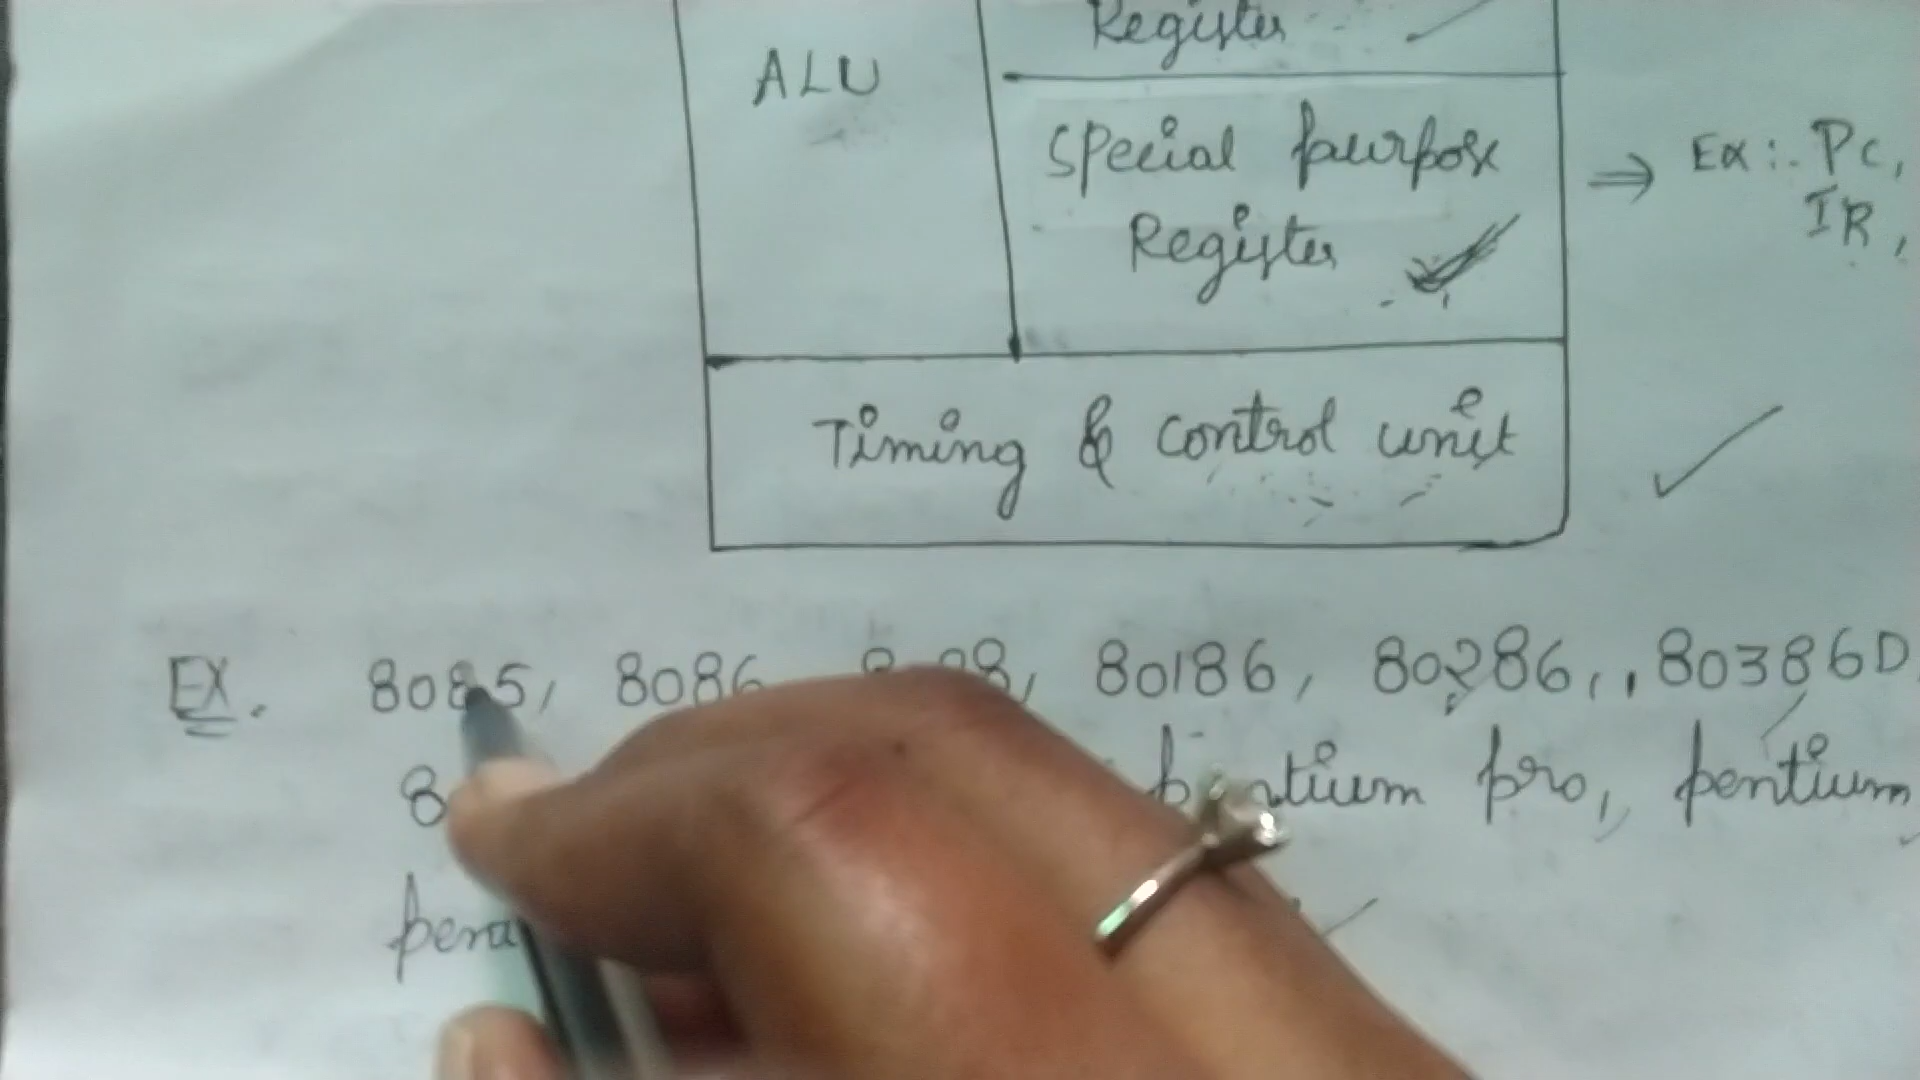 Register
ALU
Special purpose
Register
Ex:. PC,
IR,
Timing & control unit
EX. 8085, 8086 80186, 80286,, 80386D
pentium pro, pentium